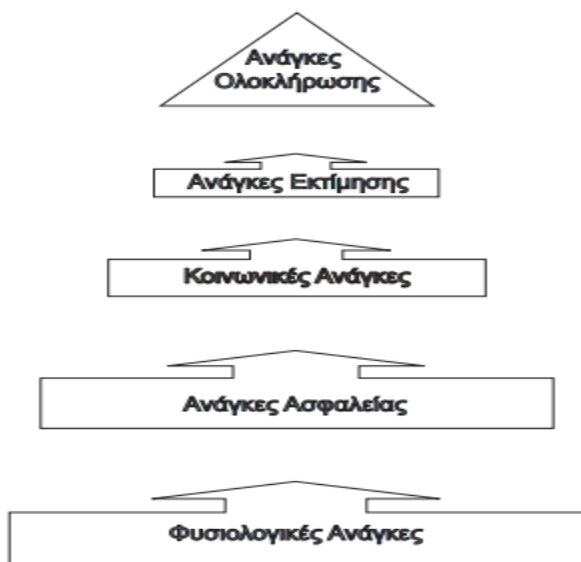 Ανάγκες
Ολοκλήρωσης
Ανάγκες Εκτίμησης
Κοινωνικές Ανάγκες
Ανάγκες Ασφαλείας
Φυσιολογικές Ανάγκες